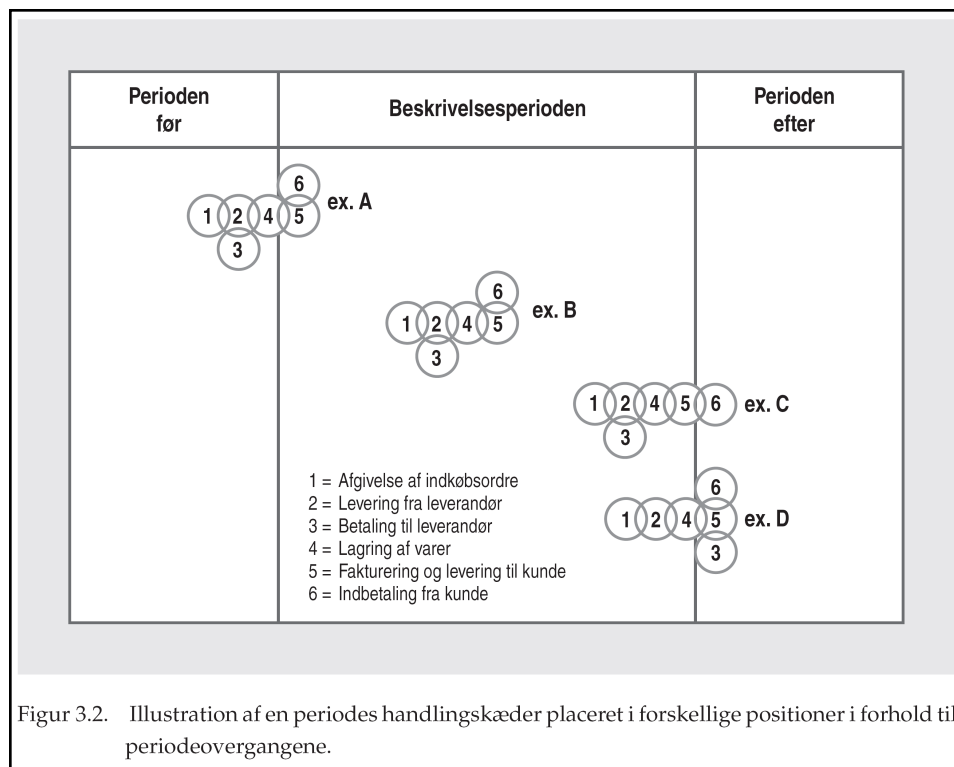 Perioden
før
Beskrivelsesperioden
Perioden
efter
6
1 2 4 5 ex. A
3
6
1 2 4 5 ex. B
3
1 2 4 5 6 ex. C
3
6
1 2 4 5 ex. D
3
1 = Afgivelse af indkøbsordre
2 = Levering fra leverandør
3 = Betaling til leverandør
4 = Lagring af varer
5 = Fakturering og levering til kunde
6 = Indbetaling fra kunde
Figur 3.2. Illustration af en periodes handlingskæder placeret i forskellige positioner i forhold til
periodeovergangene.